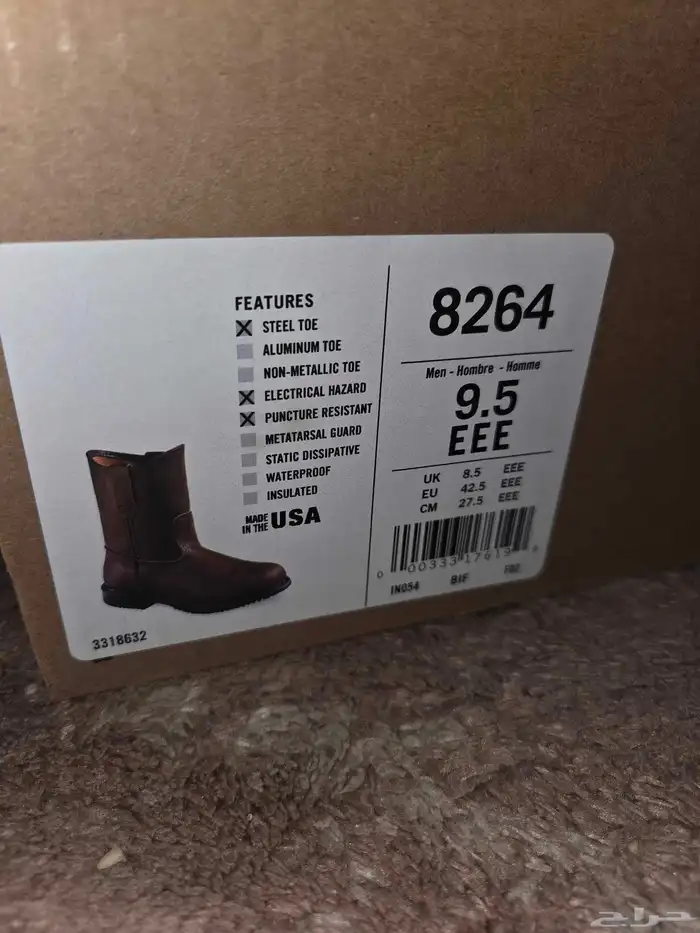 FEATURES
STEEL TOE
ALUMINUM TOE
NON-METALLIC TOE
ELECTRICAL HAZARD
PUNCTURE RESISTANT
METATARSAL GUARD
STATIC DISSIPATIVE
WATERPROOF
INSULATED
MADE IN THE USA
3318632
8264
Men - Hombre - Homme
9.5
EEE
UK 8.5 EEE
EU 42.5 EEE
CM 27.5 EEE
IN054
حراج